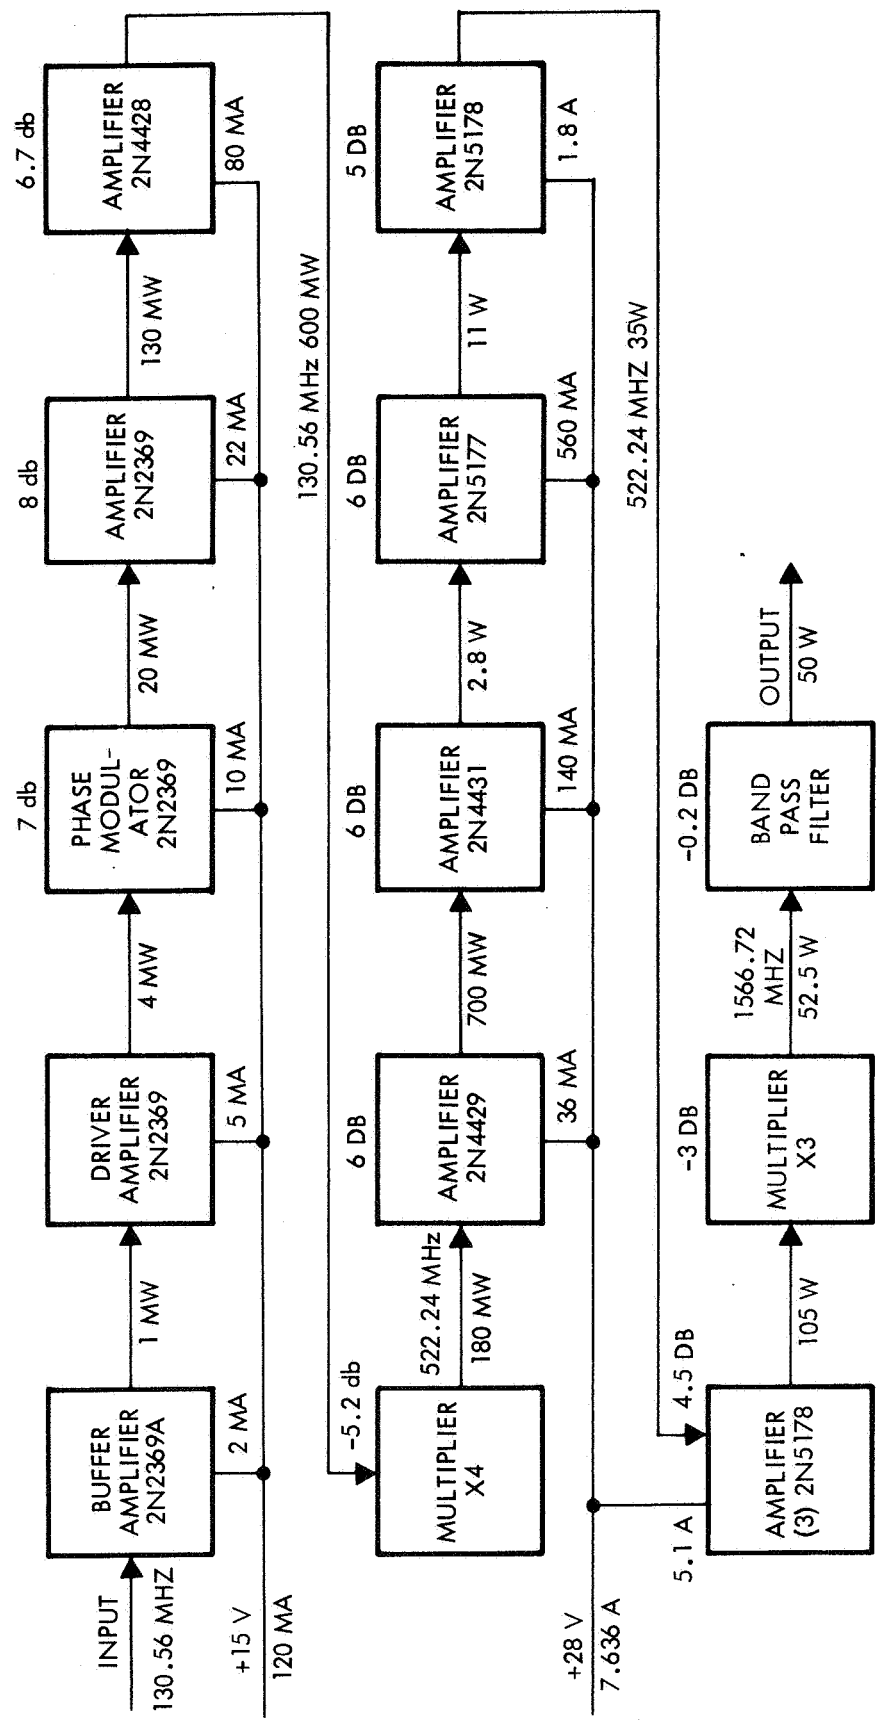 INPUT
130.56 MHZ
BUFFER
AMPLIFIER
2N2369A
2 MA
1 MW
DRIVER
AMPLIFIER
2N2369
5 MA
4 MW
7 db
PHASE
MODUL-
ATOR
2N2369
10 MA
20 MW
8 db
AMPLIFIER
2N2369
22 MA
130 MW
6.7 db
AMPLIFIER
2N4428
80 MA
+15 V
120 MA
130.56 MHz 600 MW
-5.2 db
MULTIPLIER
X4
522.24 MHz
180 MW
6 DB
AMPLIFIER
2N4429
36 MA
700 MW
6 DB
AMPLIFIER
2N4431
140 MA
2.8 W
6 DB
AMPLIFIER
2N5177
560 MA
11 W
5 DB
AMPLIFIER
2N5178
1.8 A
+28 V
7.636 A
522.24 MHZ 35W
5.1 A
4.5 DB
AMPLIFIER
(3) 2N5178
105 W
-3 DB
MULTIPLIER
X3
1566.72
MHZ
52.5 W
-0.2 DB
BAND
PASS
FILTER
OUTPUT
50 W